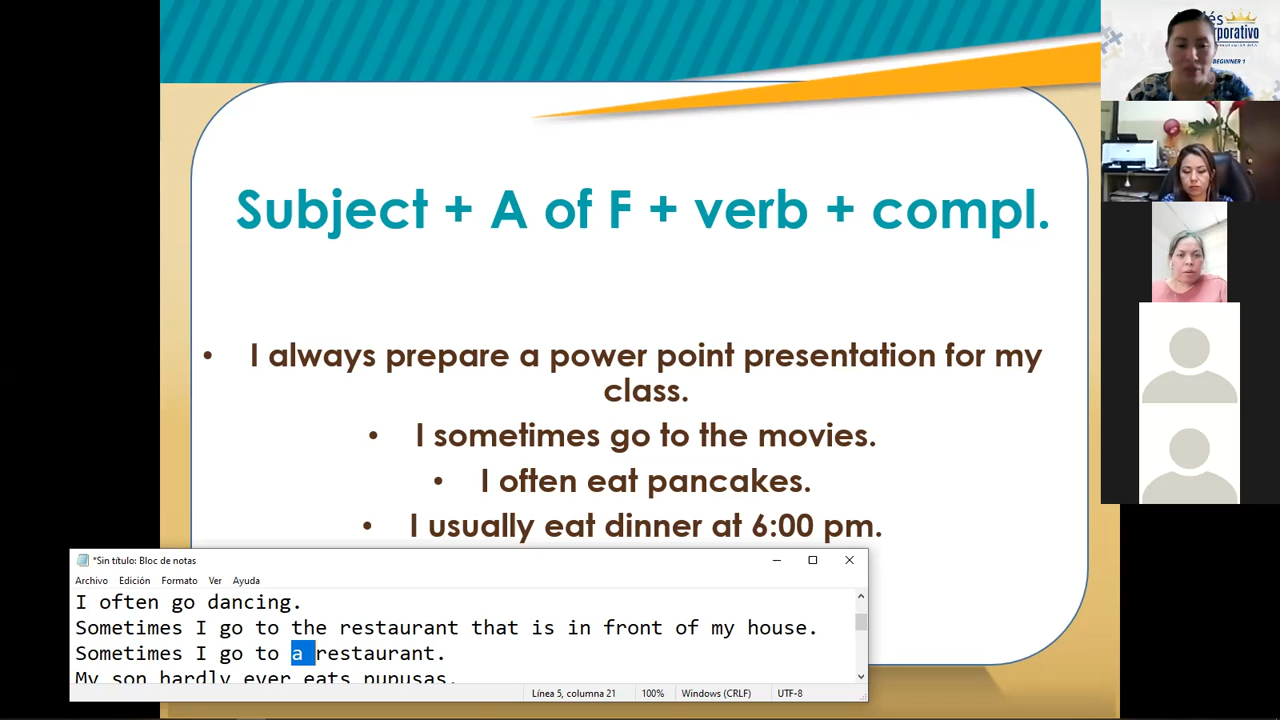 Subject + A of F + verb + compl.
• I always prepare a power point presentation for my
class.
• I sometimes go to the movies.
• I often eat pancakes.
• I usually eat dinner at 6:00 pm.
*Sin título: Bloc de notas
Archivo Edición Formato Ver Ayuda
I often go dancing.
Sometimes I go to the restaurant that is in front of my house.
Sometimes I go to a restaurant.
My son hardly ever eats pupusas.
Línea 5, columna 21 100% Windows (CRLF) UTF-8
BEGINNER 1